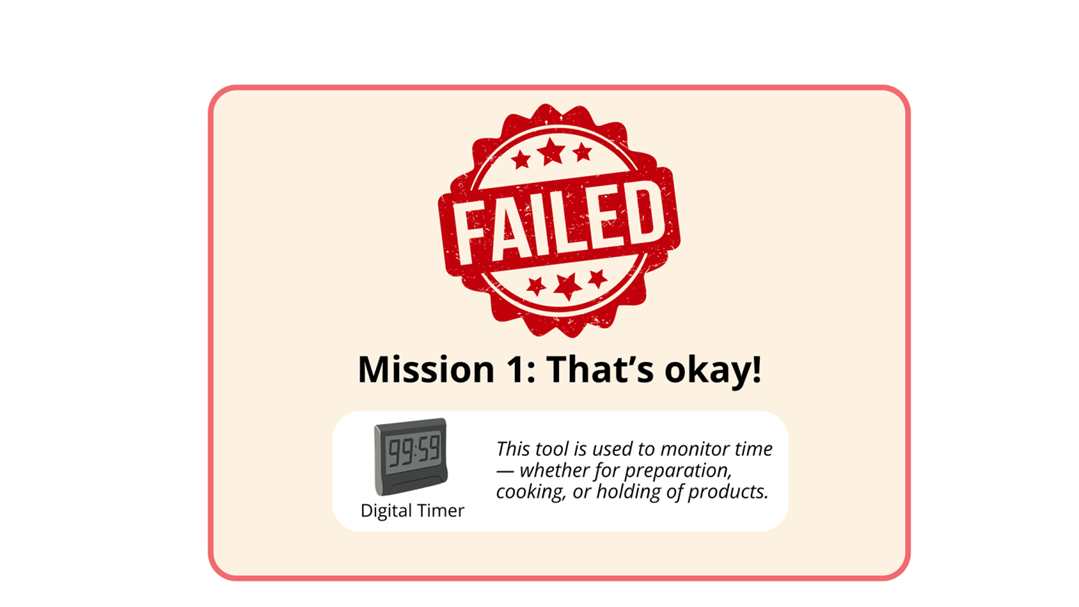 FAILED
Mission 1: That’s okay!
99:59
This tool is used to monitor time
— whether for preparation,
cooking, or holding of products.
Digital Timer